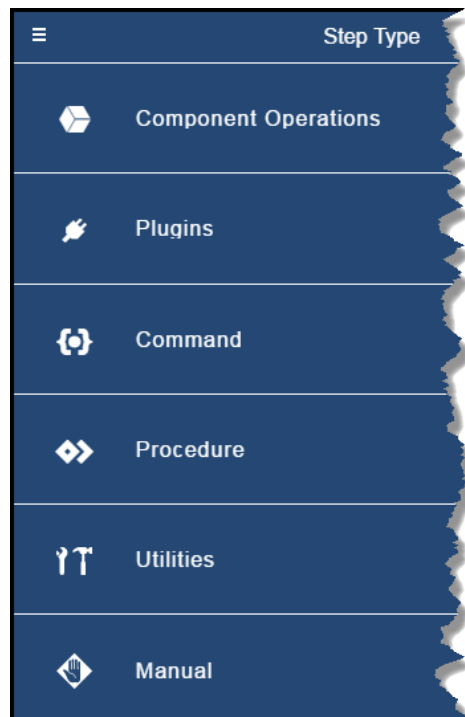 Step Type
Component Operations
Plugins
Command
Procedure
Utilities
Manual